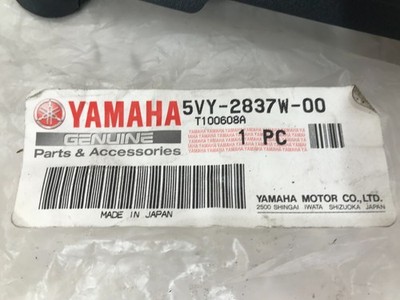 YAMAHA 5VY-2837W-00
T100608A
GENUINE
1 PC
Parts & Accessories
MADE IN JAPAN
YAMAHA MOTOR CO.,LTD.
2500 SHINGAI IWATA SHIZUOKA JAPAN